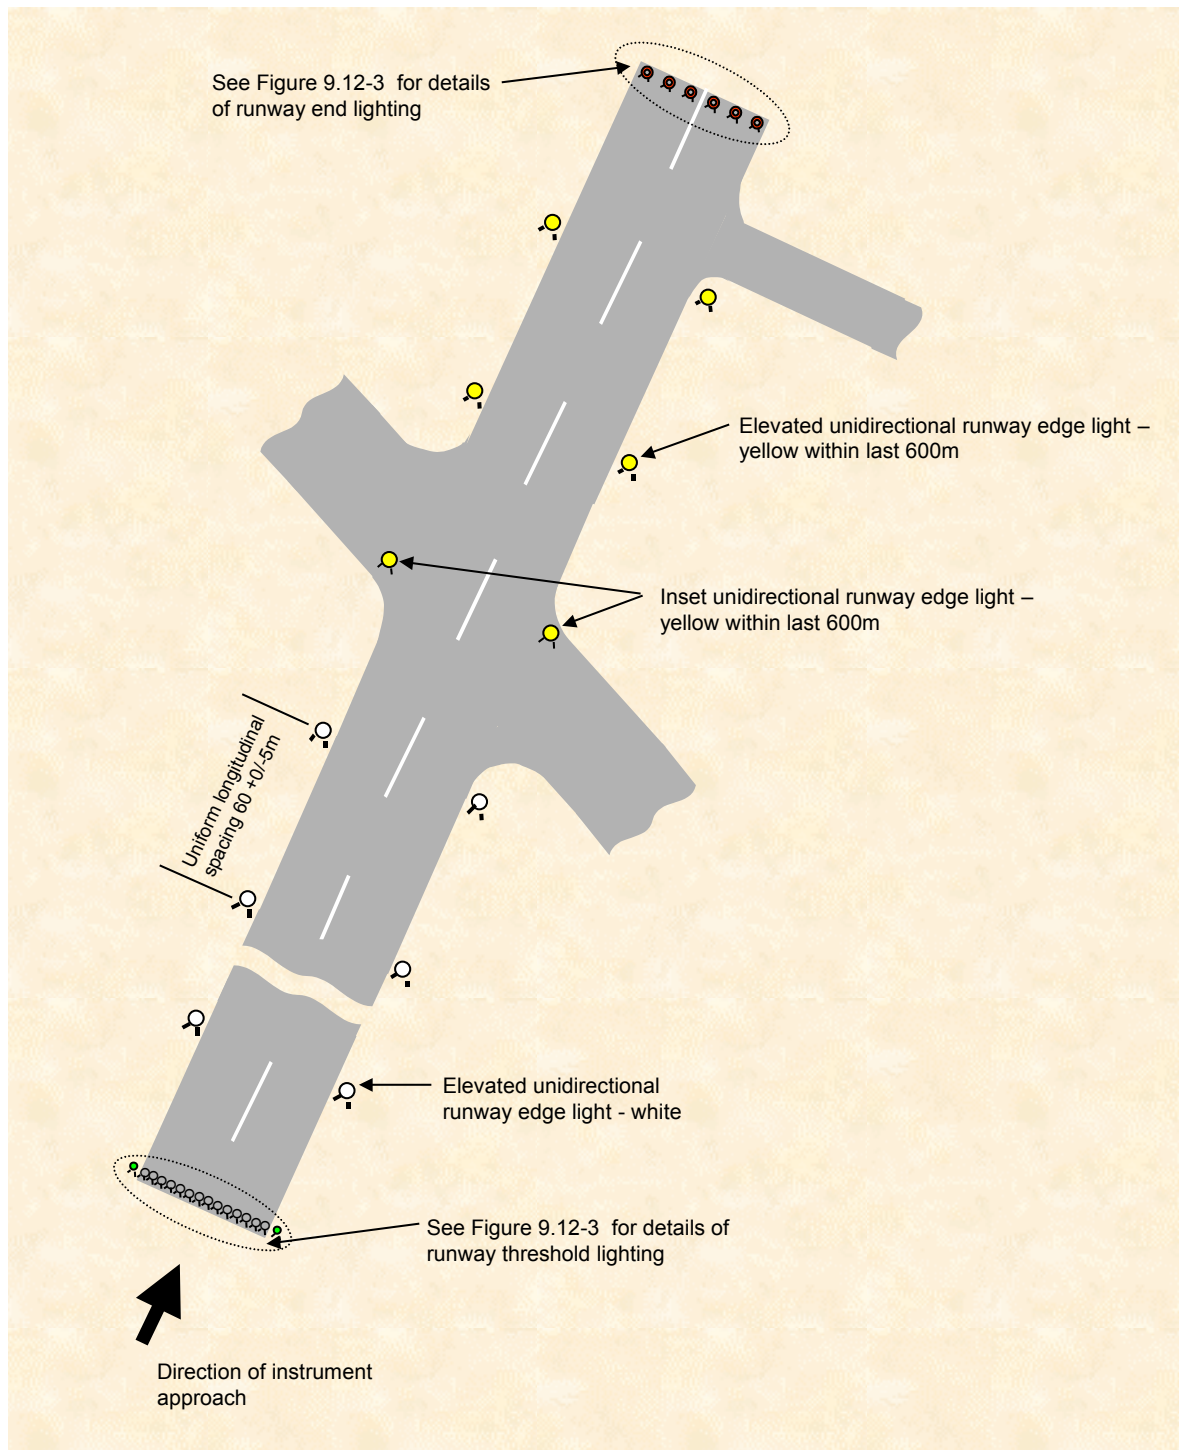 See Figure 9.12-3 for details
of runway end lighting
Elevated unidirectional runway edge light –
yellow within last 600m
Inset unidirectional runway edge light –
yellow within last 600m
Uniform longitudinal
spacing 60 +0/-5m
Elevated unidirectional
runway edge light - white
See Figure 9.12-3 for details of
runway threshold lighting
Direction of instrument
approach